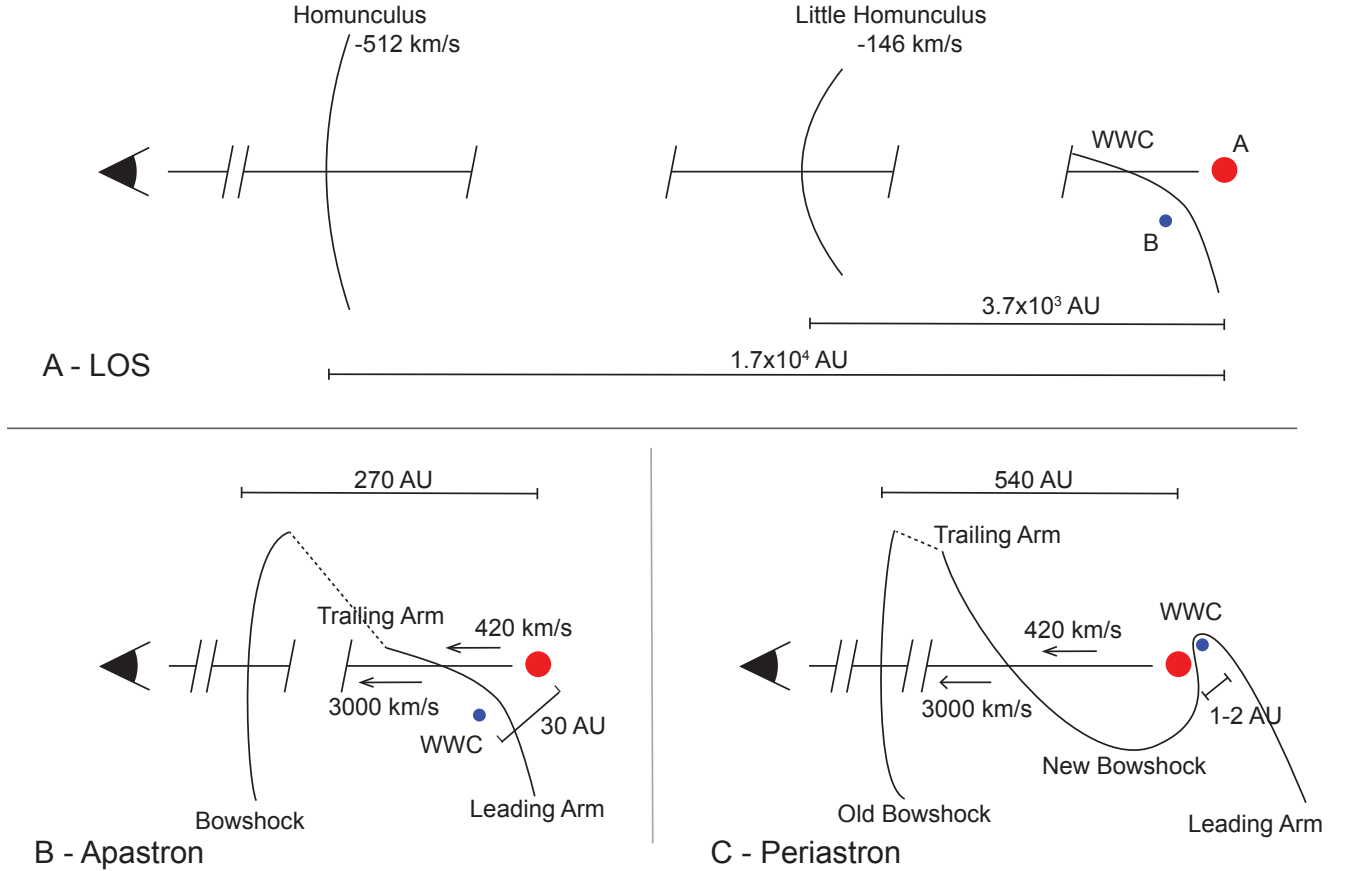 Homunculus
-512 km/s
Little Homunculus
-146 km/s
WWC
A
B
3.7x10³ AU
A - LOS
1.7x10⁴ AU
270 AU
Trailing Arm
420 km/s
3000 km/s
30 AU
WWC
Leading Arm
Bowshock
B - Apastron
540 AU
Trailing Arm
WWC
420 km/s
3000 km/s
1-2 AU
New Bowshock
Old Bowshock
Leading Arm
C - Periastron